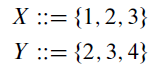 X ::= {1, 2, 3}
Y ::= {2, 3, 4}